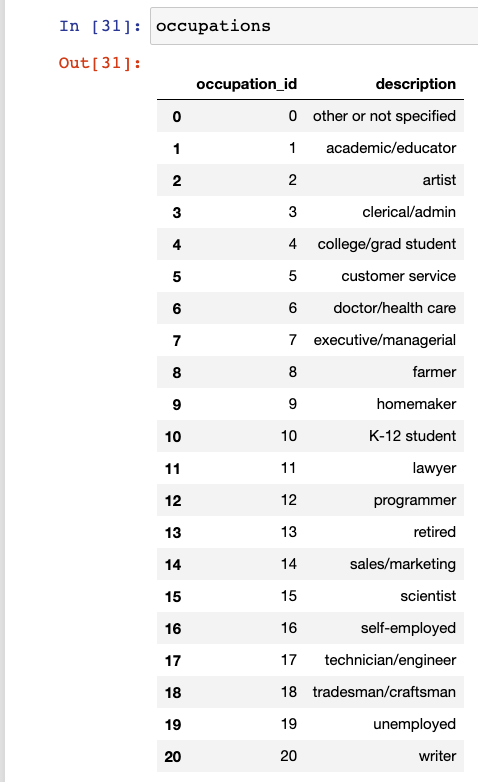 In [31]: occupations
Out[31]:
occupation_id description
0 0 other or not specified
1 1 academic/educator
2 2 artist
3 3 clerical/admin
4 4 college/grad student
5 5 customer service
6 6 doctor/health care
7 7 executive/managerial
8 8 farmer
9 9 homemaker
10 10 K-12 student
11 11 lawyer
12 12 programmer
13 13 retired
14 14 sales/marketing
15 15 scientist
16 16 self-employed
17 17 technician/engineer
18 18 tradesman/craftsman
19 19 unemployed
20 20 writer